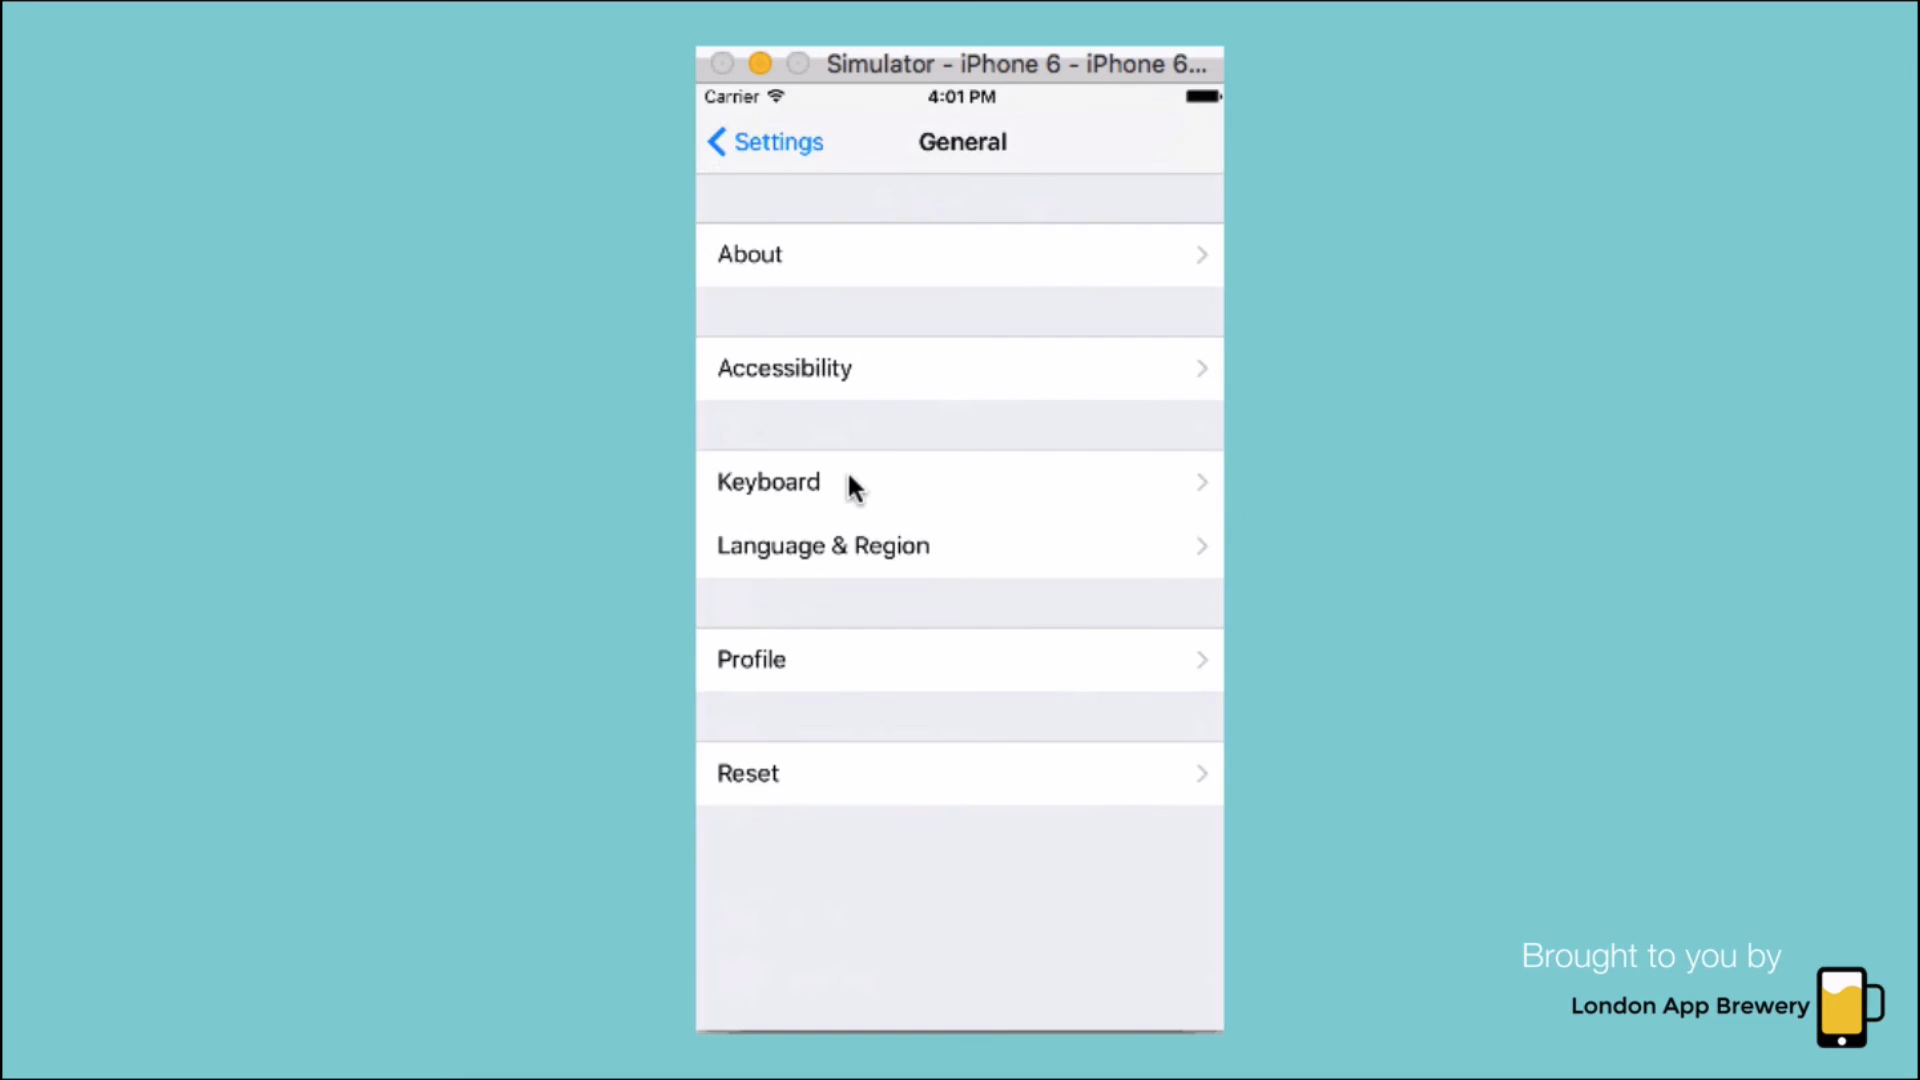 Simulator - iPhone 6 - iPhone 6...
Carrier 4:01 PM
Settings General
About
Accessibility
Keyboard
Language & Region
Profile
Reset
Brought to you by
London App Brewery